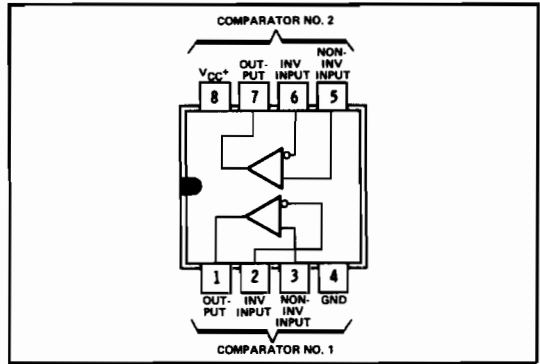 COMPARATOR NO. 2
VCC+
OUT-
PUT
INV
INPUT
NON-
INV
INPUT
8 7 6 5
1 2 3 4
OUT-
PUT
INV
INPUT
NON-
INV
INPUT
GND
COMPARATOR NO. 1